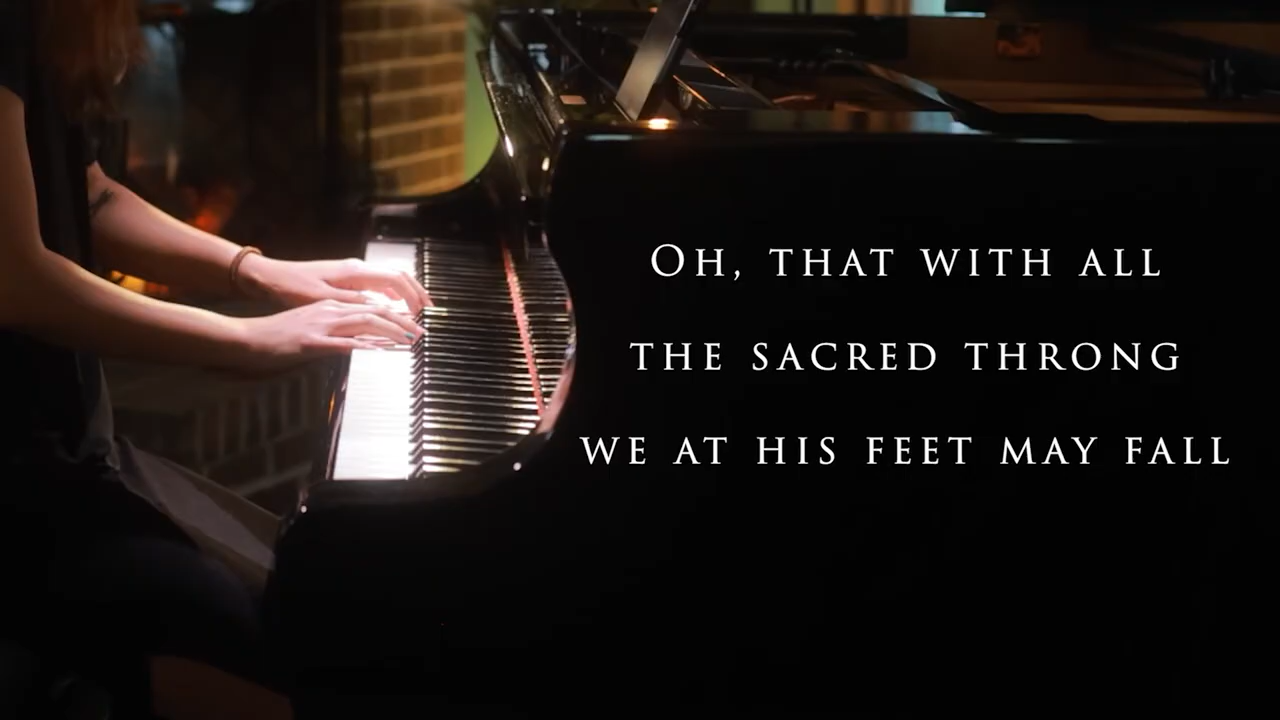 Oh, that with all
the sacred throng
we at His feet may fall